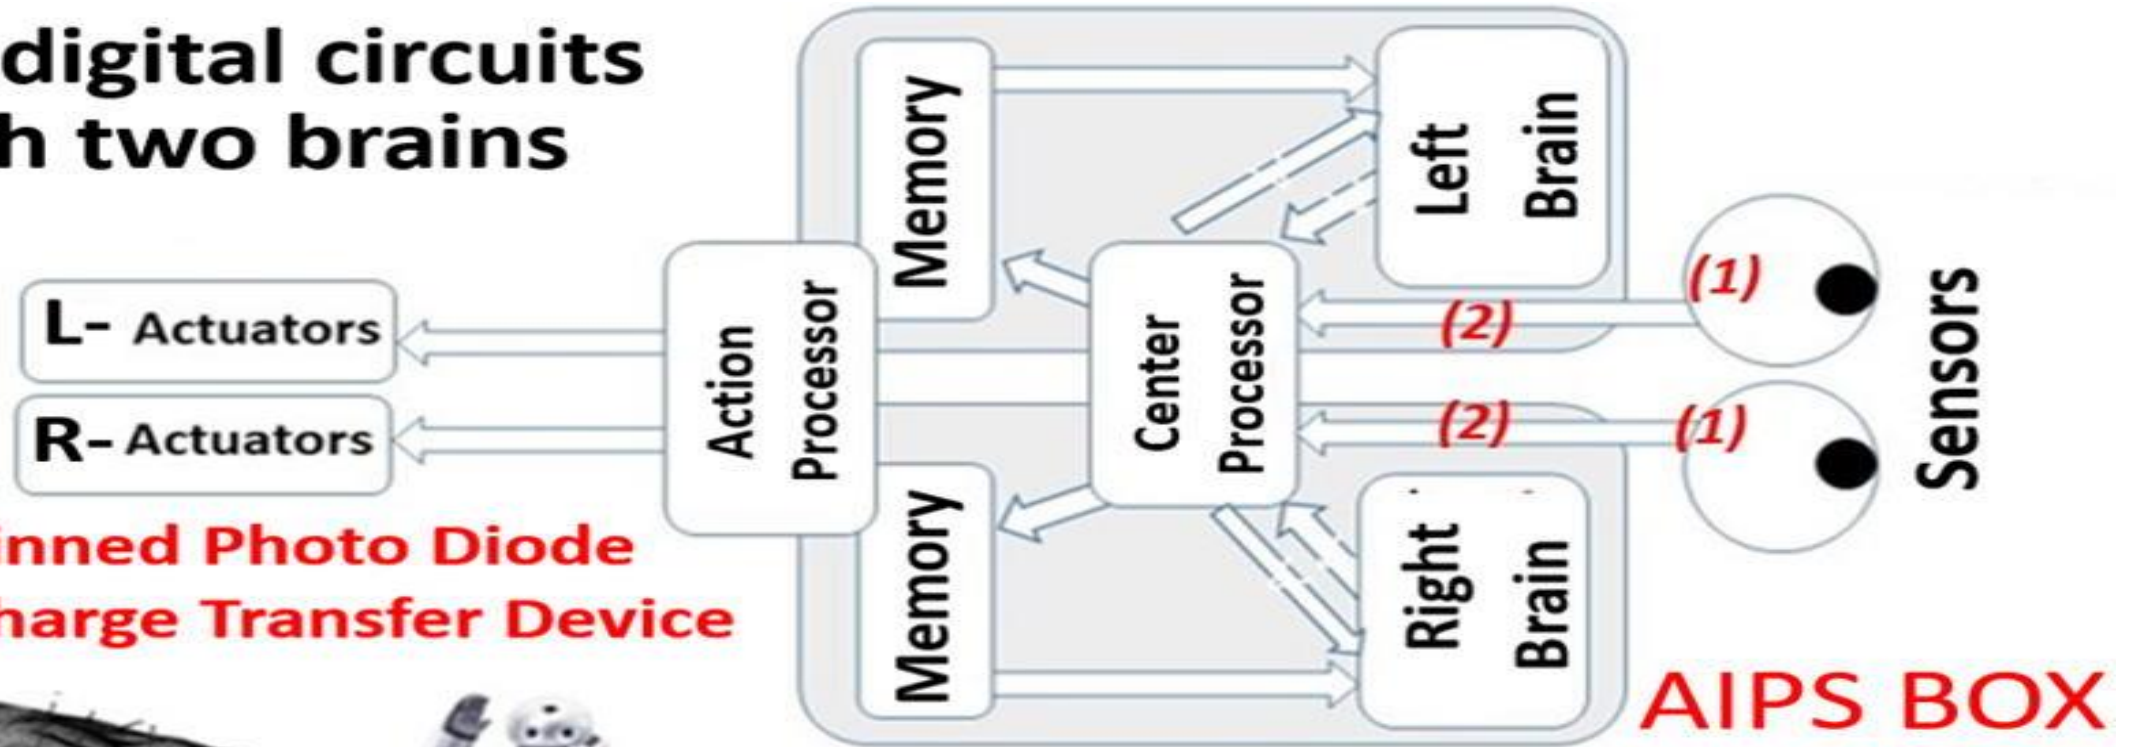 digital circuits
h two brains
Memory
Left
Brain
(1)
(2)
Sensors
L- Actuators
Action
Processor
Center
Processor
R- Actuators
(2)
(1)
inned Photo Diode
harge Transfer Device
Memory
Right
Brain
AIPS BOX